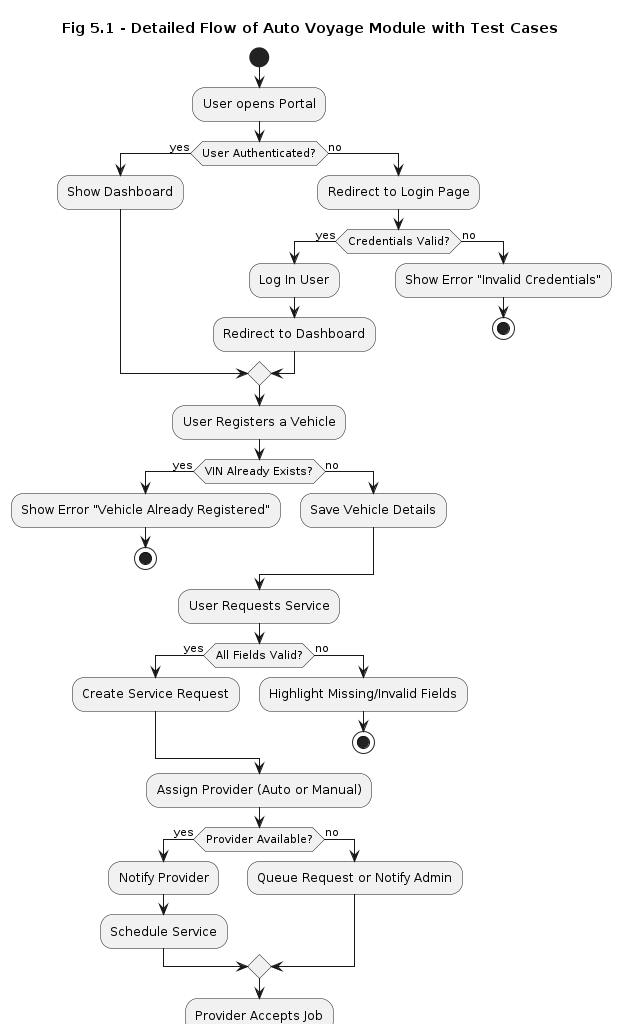 Fig 5.1 - Detailed Flow of Auto Voyage Module with Test Cases
User opens Portal
yes
User Authenticated?
no
Show Dashboard
Redirect to Login Page
yes
Credentials Valid?
no
Log In User
Show Error "Invalid Credentials"
Redirect to Dashboard
User Registers a Vehicle
yes
VIN Already Exists?
no
Show Error "Vehicle Already Registered"
Save Vehicle Details
User Requests Service
yes
All Fields Valid?
no
Create Service Request
Highlight Missing/Invalid Fields
Assign Provider (Auto or Manual)
yes
Provider Available?
no
Notify Provider
Queue Request or Notify Admin
Schedule Service
Provider Accepts Job